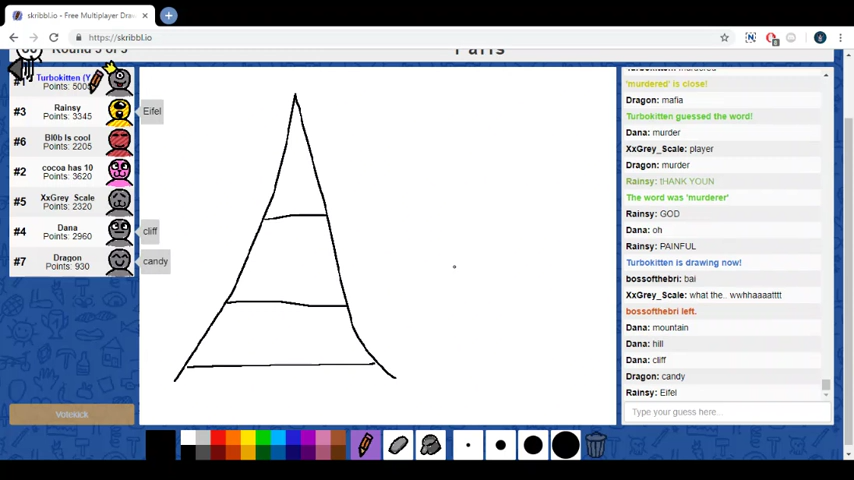 skribbl.io - Free Multiplayer Dra
https://skribbl.io
Round 3 of 3
Paris
#1
Turbokitten (Y
Points: 5005
#3
Rainsy
Points: 3345
Eifel
#6
Bl0b Is cool
Points: 2205
#2
cocoa has 10
Points: 3620
#5
XxGrey_Scale
Points: 2320
#4
Dana
Points: 2960
cliff
#7
Dragon
Points: 930
candy
Votekick
'murdered' is close!
Dragon: mafia
Turbokitten guessed the word!
Dana: murder
XxGrey_Scale: player
Dragon: murder
Rainsy: tHANK YOUN
The word was 'murderer'
Rainsy: GOD
Dana: oh
Rainsy: PAINFUL
Turbokitten is drawing now!
bossofthebri: bai
XxGrey_Scale: what the.. wwhhaaaatttt
bossofthebri left.
Dana: mountain
Dana: hill
Dana: cliff
Dragon: candy
Rainsy: Eifel
Type your guess here...